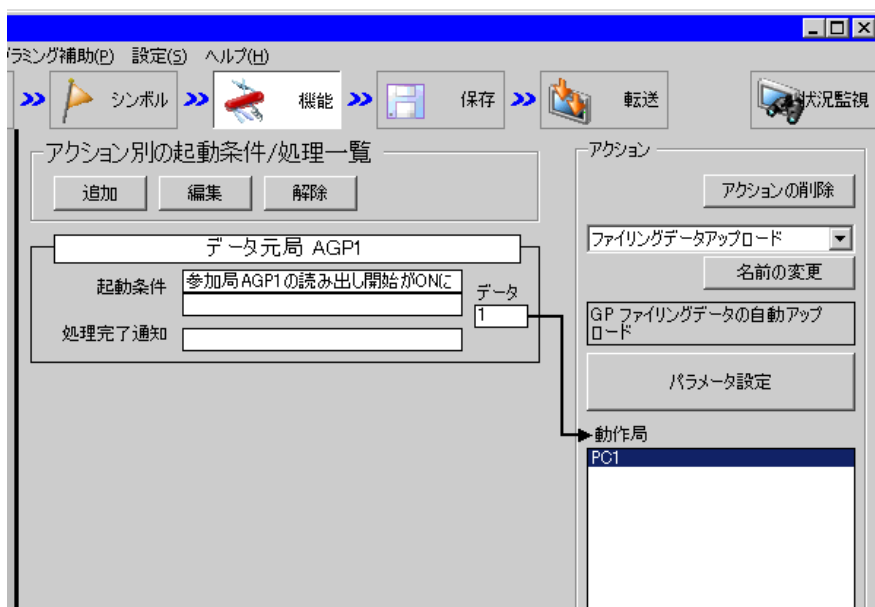 ラミング補助(P) 設定(S) ヘルプ(H)
シンボル
機能
保存
転送
状況監視
アクション別の起動条件/処理一覧
追加
編集
解除
データ元局 AGP1
起動条件
参加局AGP1の読み出し開始がONに
データ
1
処理完了通知
アクション
アクションの削除
ファイリングデータアップロード
名前の変更
GP ファイリングデータの自動アップ
ロード
パラメータ設定
動作局
PC1